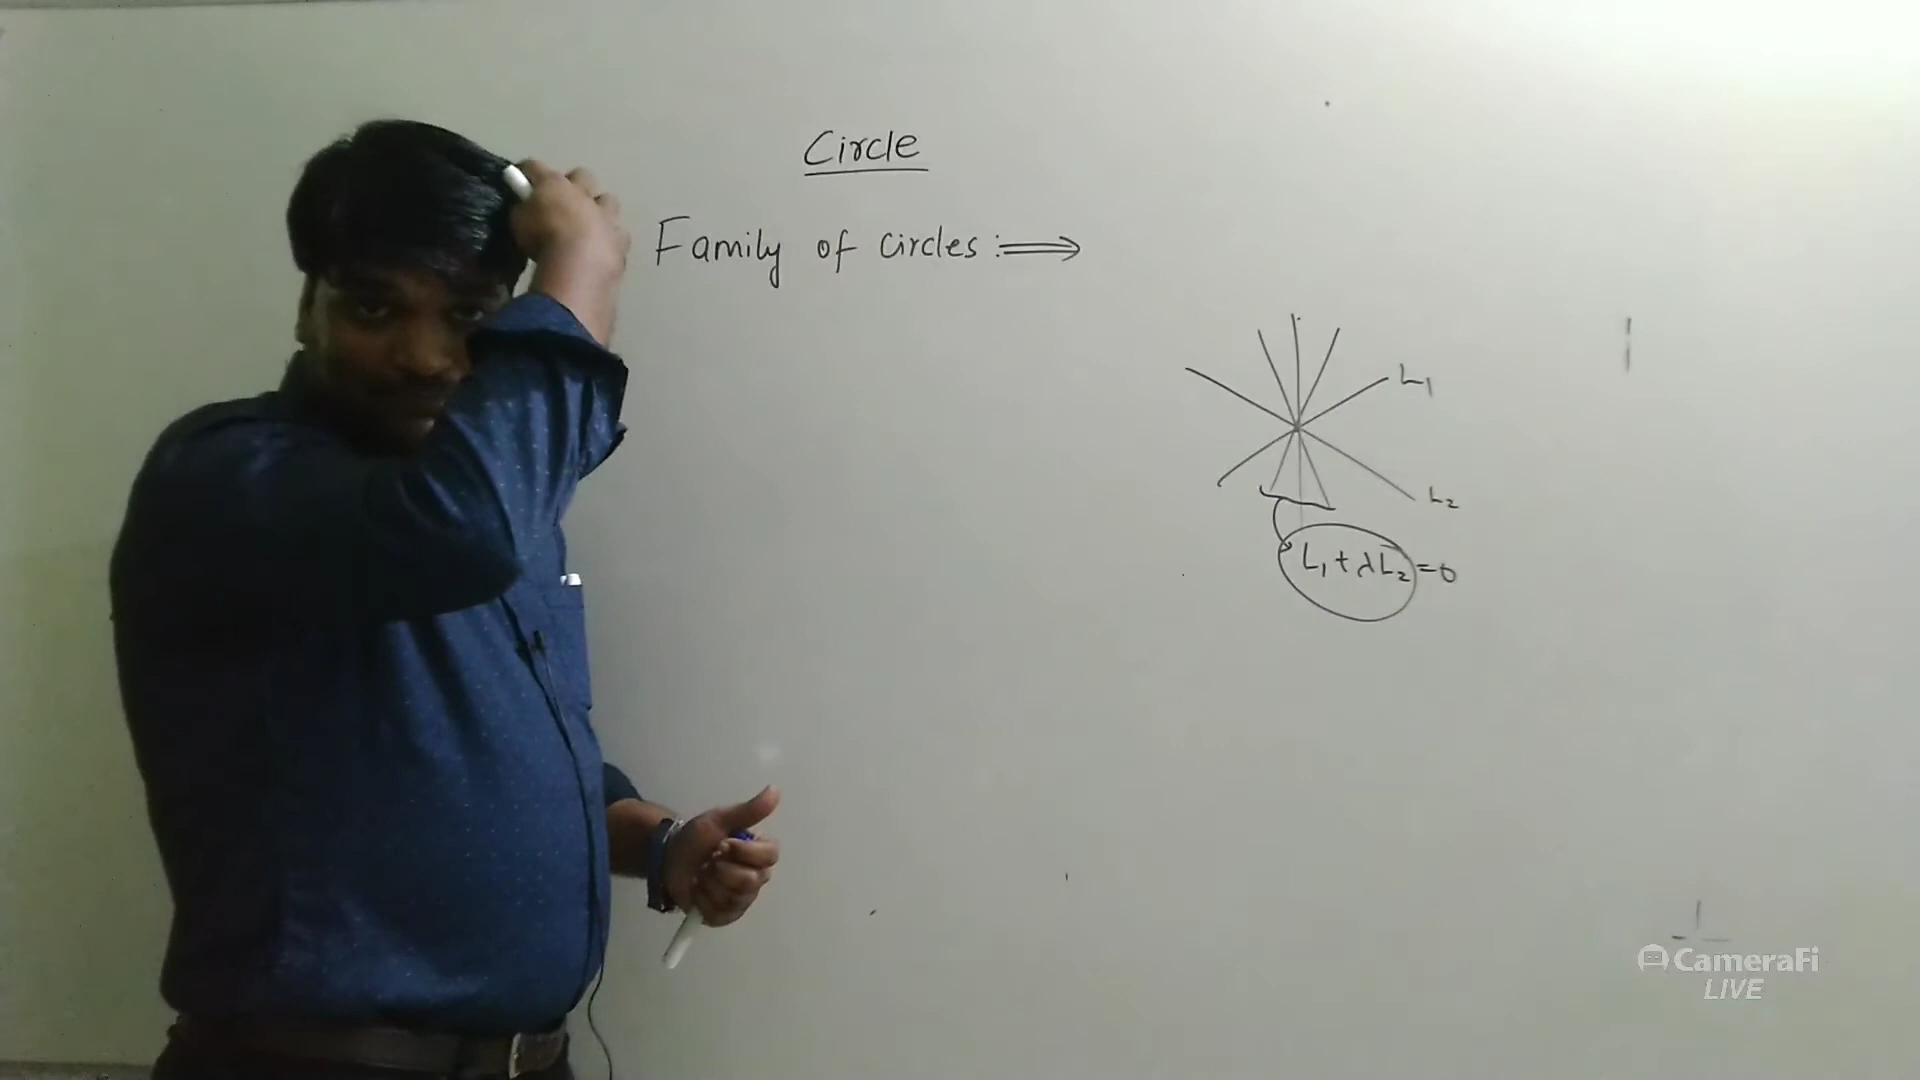 Circle
Family of circles :⟹
L₁
L₂
L₁ + λL₂ = 0
CameraFi
LIVE